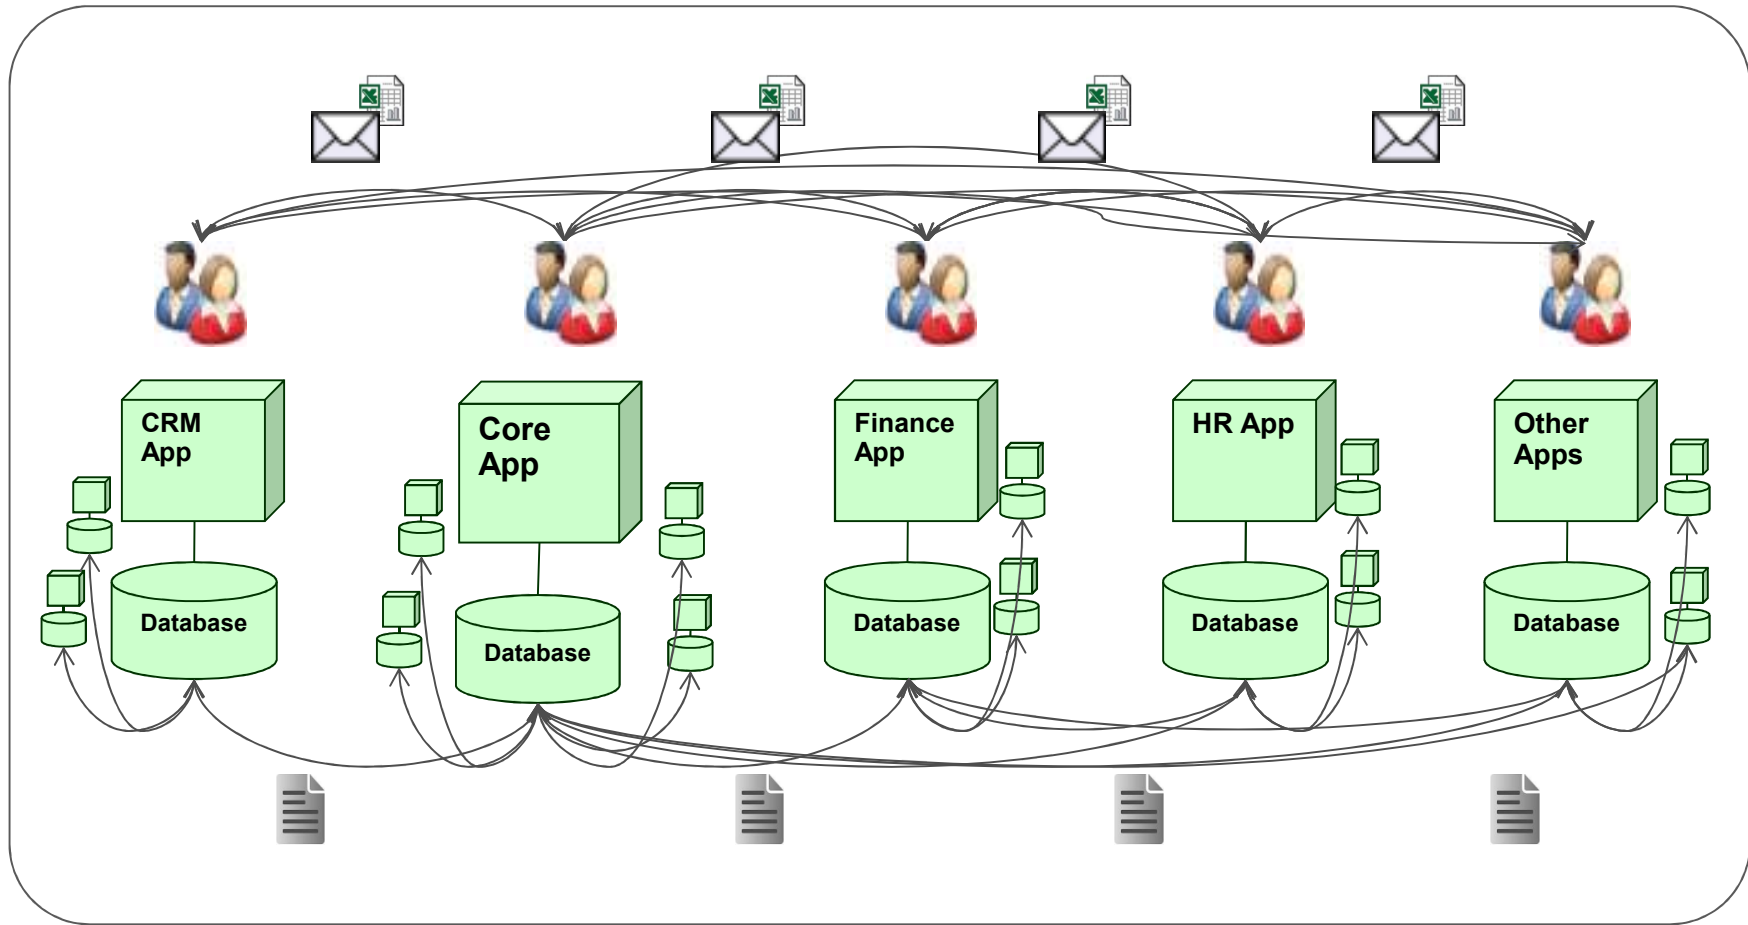 CRM
App
Core
App
Finance
App
HR App
Other
Apps
Database
Database
Database
Database
Database